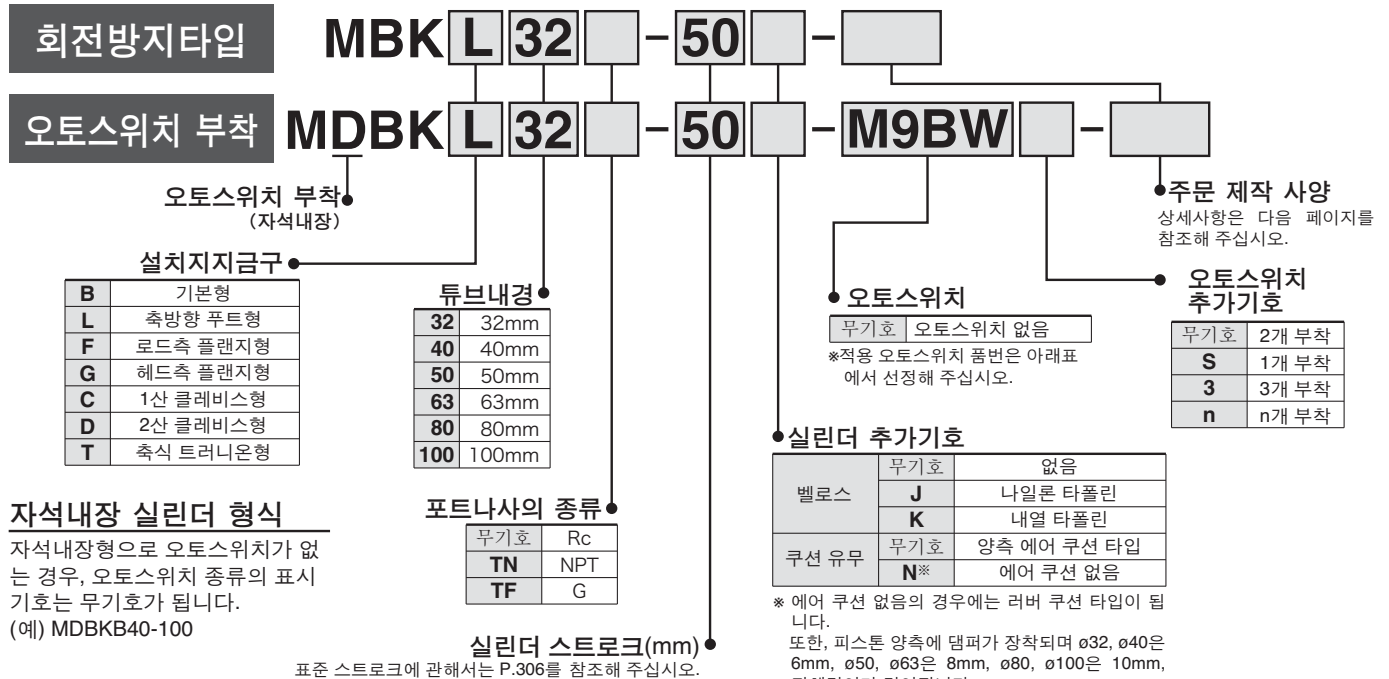 회전방지타입 MBK L 32 - 50 -
오토스위치 부착 MDBK L 32 - 50 - M9BW -
오토스위치 부착
(자석내장)
설치지지금구
B 기본형
L 축방향 푸트형
F 로드측 플랜지형
G 헤드측 플랜지형
C 1산 클레비스형
D 2산 클레비스형
T 축식 트러니온형
튜브내경
32 32mm
40 40mm
50 50mm
63 63mm
80 80mm
100 100mm
오토스위치
무기호 오토스위치 없음
※적용 오토스위치 품번은 아래표
에서 선정해 주십시오.
주문 제작 사양
상세사항은 다음 페이지를
참조해 주십시오.
오토스위치
추가기호
무기호 2개 부착
S 1개 부착
3 3개 부착
n n개 부착
자석내장 실린더 형식
자석내장형으로 오토스위치가 없
는 경우, 오토스위치 종류의 표시
기호는 무기호가 됩니다.
(예) MDBKB40-100
포트나사의 종류
무기호 Rc
TN NPT
TF G
실린더 스트로크(mm)
표준 스트로크에 관해서는 P.306를 참조해 주십시오.
실린더 추가기호
벨로스 무기호 없음
J 나일론 타폴린
K 내열 타폴린
쿠션 유무 무기호 양측 에어 쿠션 타입
N※ 에어 쿠션 없음
※ 에어 쿠션 없음의 경우에는 러버 쿠션 타입이 됩
니다.
또한, 피스톤 양측에 댐퍼가 장착되며 ø32, ø40은
6mm, ø50, ø63은 8mm, ø80, ø100은 10mm,